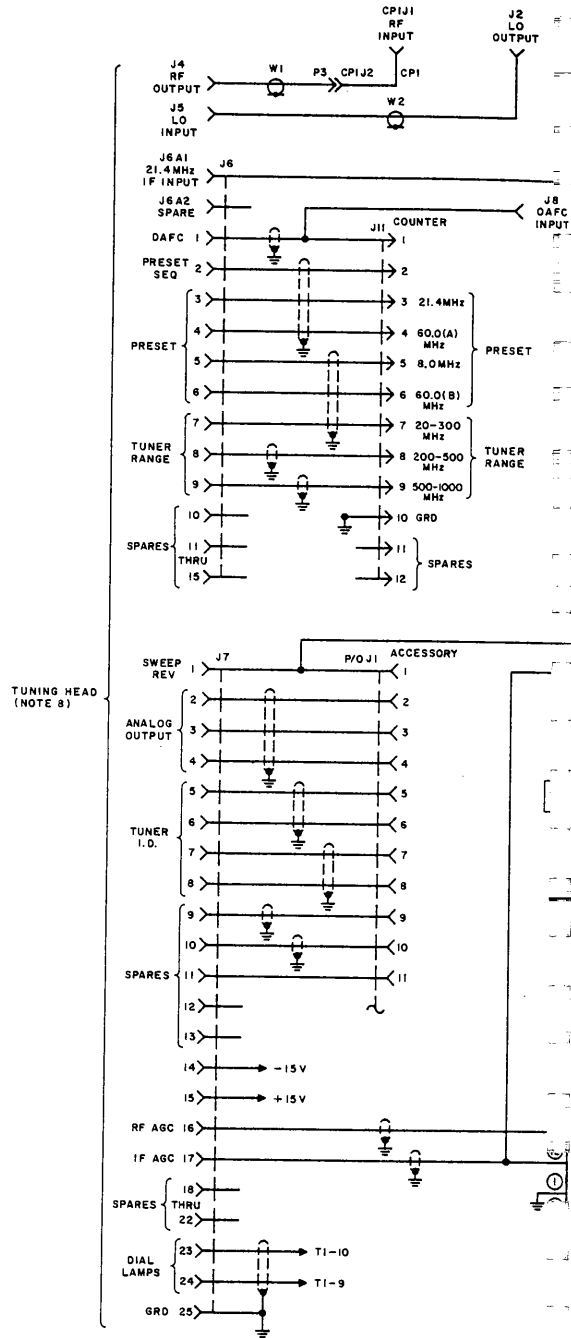 CP1J1
RF
INPUT
J2
LO
OUTPUT
J4
RF
OUTPUT
W1
P3
CP1J2
CP1
J5
LO
INPUT
W2
J6A1
21.4MHz
IF INPUT
J6
J6A2
SPARE
J8
DAFC
INPUT
DAFC 1
J11
COUNTER
1
PRESET
SEQ 2
2
PRESET
3
3 21.4MHz
4
4 60.0(A)
MHz
5
5 8.0MHz
6
6 60.0(B)
MHz
PRESET
TUNER
RANGE
7
7 20-300
MHz
8
8 200-500
MHz
9
9 500-1000
MHz
TUNER
RANGE
SPARES
10
10 GRD
11
THRU
15
11
12
SPARES
TUNING HEAD
(NOTE 8)
SWEEP
REV
1
J7
P/O J1
ACCESSORY
1
ANALOG
OUTPUT
2
2
3
3
4
4
TUNER
I.D.
5
5
6
6
7
7
8
8
SPARES
9
9
10
10
11
11
12
13
14
-15V
15
+15V
RF AGC 16
IF AGC 17
1
SPARES
18
THRU
22
DIAL
LAMPS
23
T1-10
24
T1-9
GRD 25